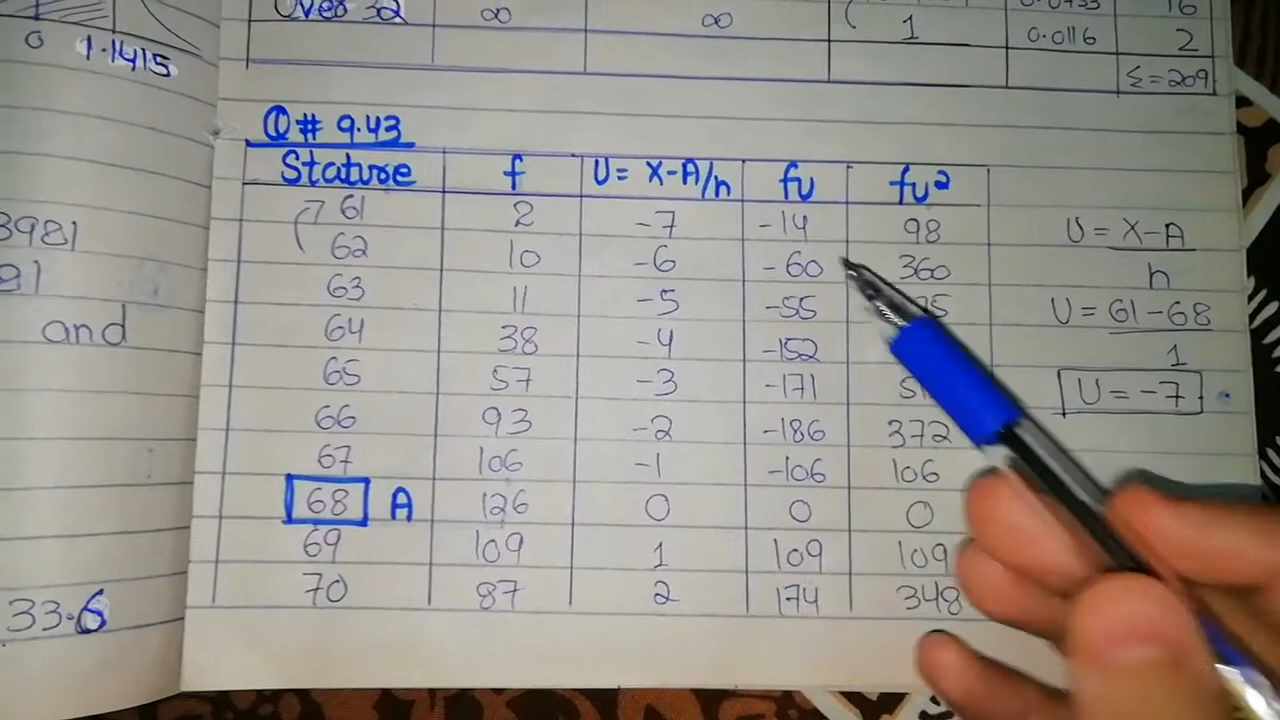 Over 32 ∞ ∞
1 0.0116 2
Σ=209
0 1.1415
Q# 9.43
Stature f U= X-A/h fu fu²
61 2 -7 -14 98
62 10 -6 -60 360
63 11 -5 -55
64 38 -4 -152
65 57 -3 -171
66 93 -2 -186 372
67 106 -1 -106 106
68 A 126 0 0 0
69 109 1 109 109
70 87 2 174 348
U= X-A
h
U= 61-68
1
U=-7
3981
91
and
33.6